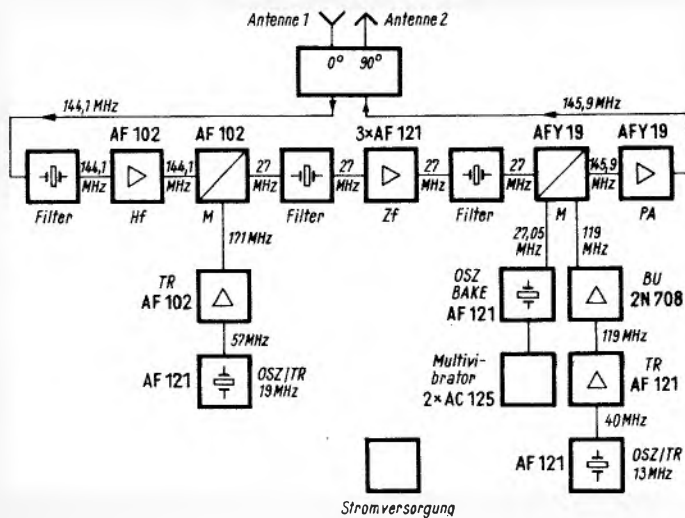 Antenne 1
Antenne 2
0° 90°
144,1 MHz
145,9 MHz
AF 102
AF 102
3×AF 121
AFY 19
AFY 19
144,1 MHz
144,1 MHz
27 MHz
27 MHz
27 MHz
27 MHz
145,9 MHz
Filter
Hf
M
Filter
Zf
Filter
M
PA
171 MHz
27,05 MHz
119 MHz
TR
AF 102
OSZ
BAKE
AF 121
BU
2N 708
57 MHz
119 MHz
AF 121
OSZ/TR
19 MHz
Multivi-
brator
2×AC 125
TR
AF 121
40 MHz
AF 121
OSZ/TR
13 MHz
Stromversorgung